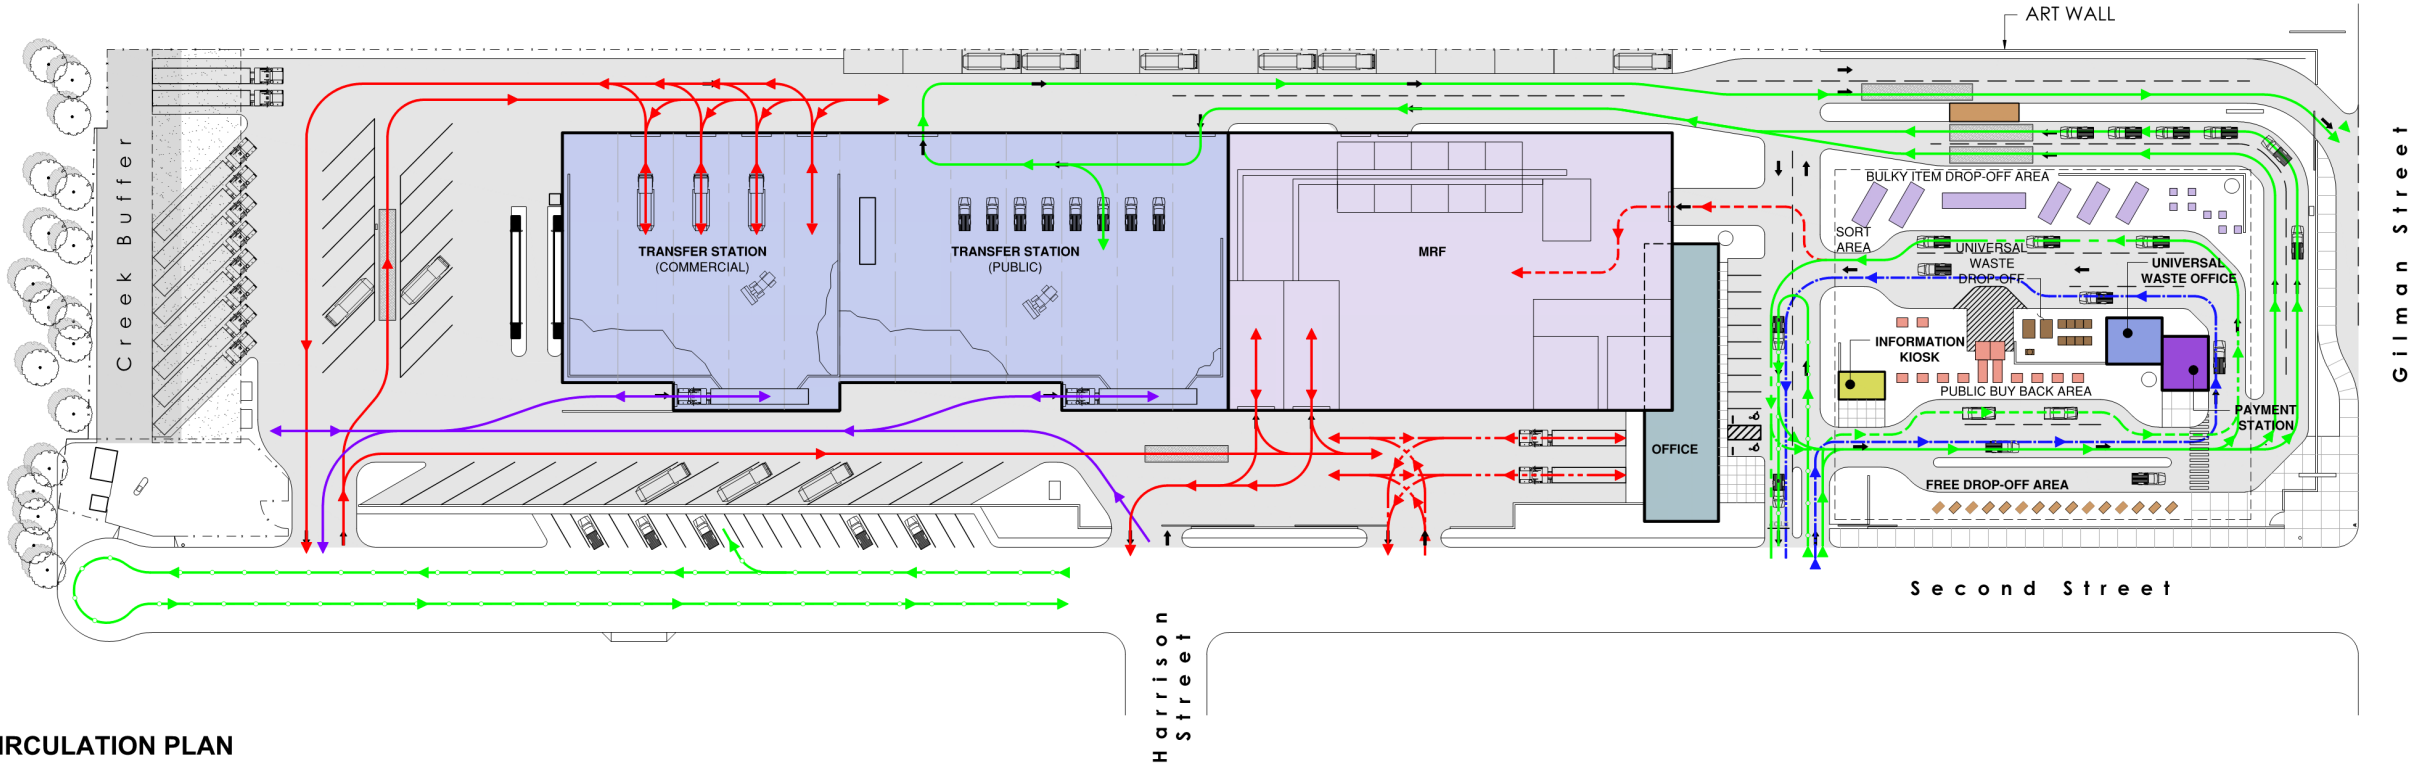 ART WALL
Creek Buffer
TRANSFER STATION
(COMMERCIAL)
TRANSFER STATION
(PUBLIC)
MRF
OFFICE
BULKY ITEM DROP-OFF AREA
SORT
AREA
UNIVERSAL
WASTE
DROP-OFF
UNIVERSAL
WASTE OFFICE
INFORMATION
KIOSK
PUBLIC BUY BACK AREA
PAYMENT
STATION
FREE DROP-OFF AREA
Gilman Street
Second Street
Harrison
Street
IRCULATION PLAN